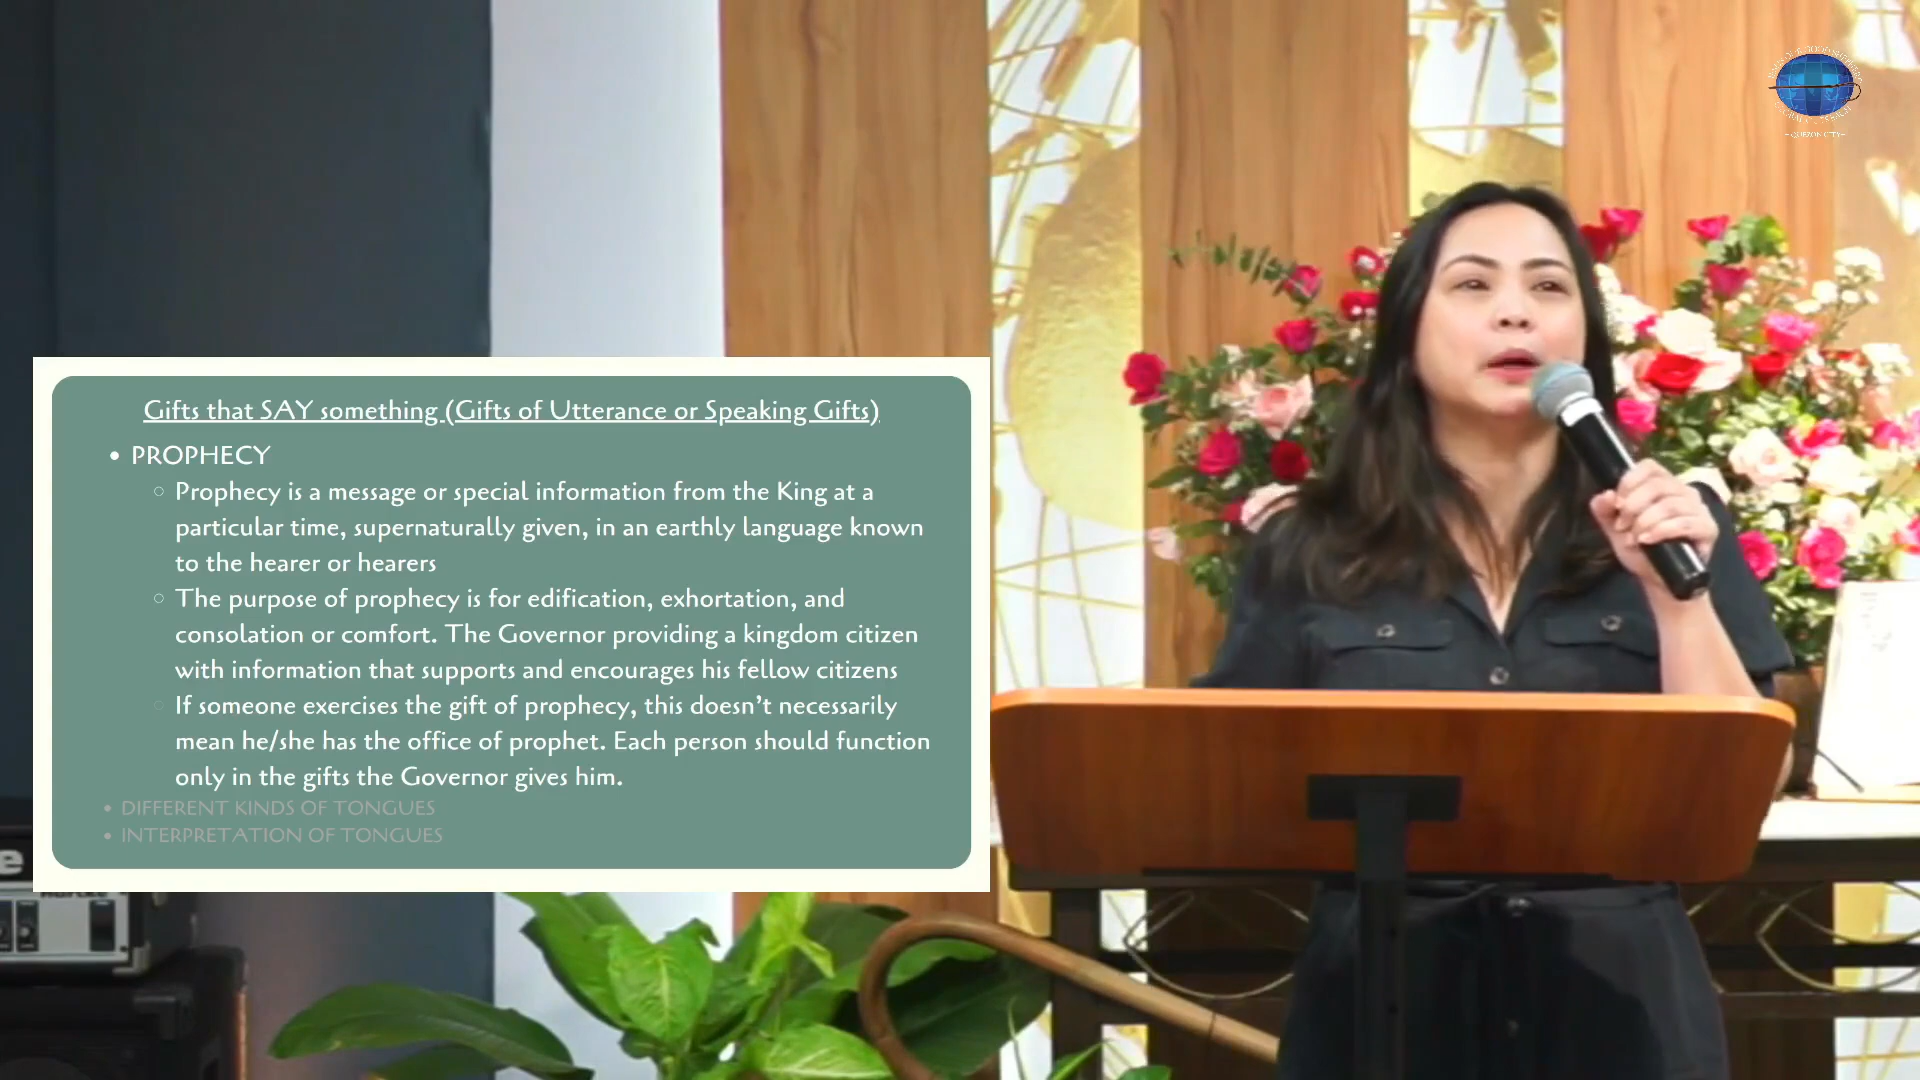 Gifts that SAY something (Gifts of Utterance or Speaking Gifts)
• PROPHECY
○ Prophecy is a message or special information from the King at a
particular time, supernaturally given, in an earthly language known
to the hearer or hearers
○ The purpose of prophecy is for edification, exhortation, and
consolation or comfort. The Governor providing a kingdom citizen
with information that supports and encourages his fellow citizens
○ If someone exercises the gift of prophecy, this doesn't necessarily
mean he/she has the office of prophet. Each person should function
only in the gifts the Governor gives him.
• DIFFERENT KINDS OF TONGUES
• INTERPRETATION OF TONGUES
QUEZON CITY